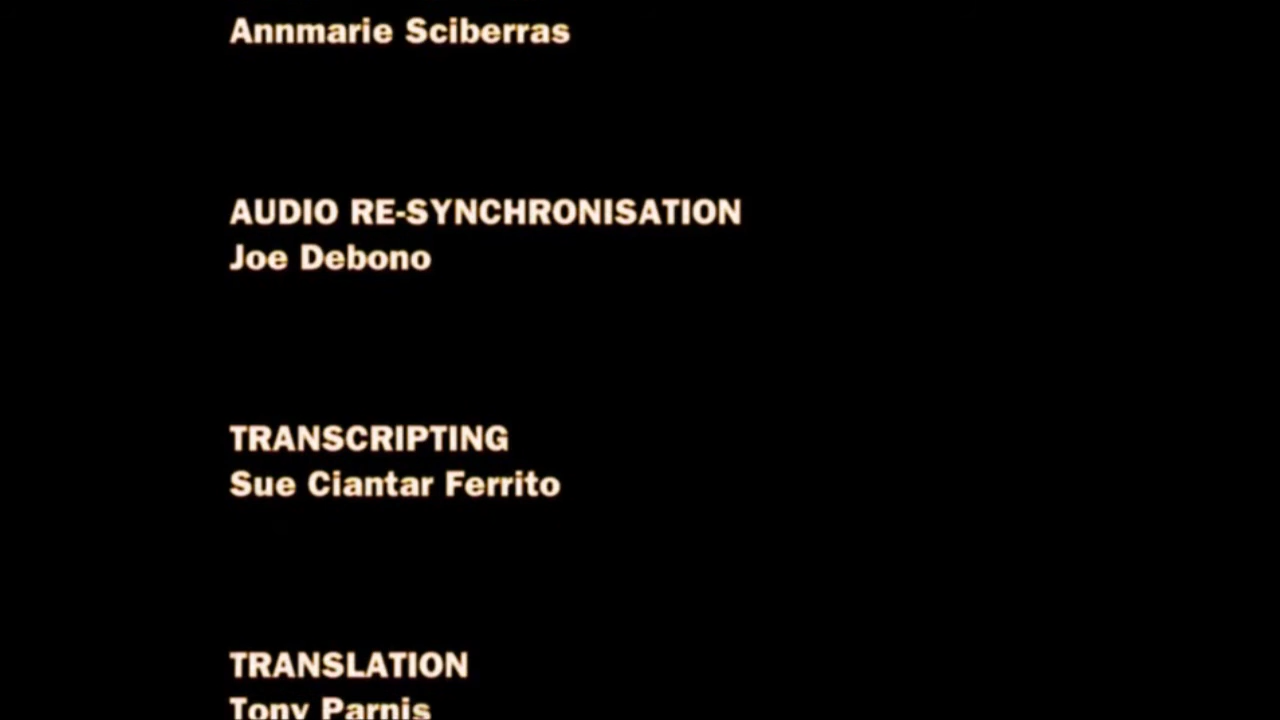 Annmarie Sciberras
AUDIO RE-SYNCHRONISATION
Joe Debono
TRANSCRIPTING
Sue Ciantar Ferrito
TRANSLATION
Tony Parnis